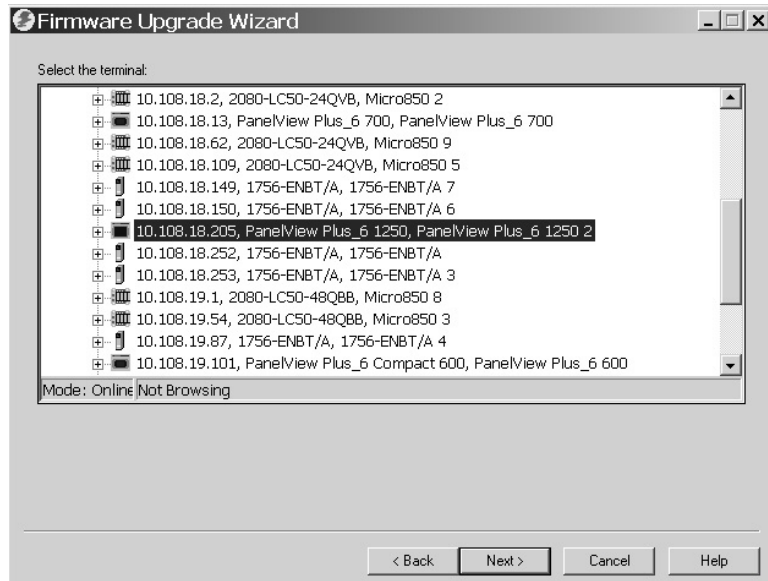 Firmware Upgrade Wizard
Select the terminal:
10.108.18.2, 2080-LC50-24QVB, Micro850 2
10.108.18.13, PanelView Plus_6 700, PanelView Plus_6 700
10.108.18.62, 2080-LC50-24QVB, Micro850 9
10.108.18.109, 2080-LC50-24QVB, Micro850 5
10.108.18.149, 1756-ENBT/A, 1756-ENBT/A 7
10.108.18.150, 1756-ENBT/A, 1756-ENBT/A 6
10.108.18.205, PanelView Plus_6 1250, PanelView Plus_6 1250 2
10.108.18.252, 1756-ENBT/A, 1756-ENBT/A
10.108.18.253, 1756-ENBT/A, 1756-ENBT/A 3
10.108.19.1, 2080-LC50-48QBB, Micro850 8
10.108.19.54, 2080-LC50-48QBB, Micro850 3
10.108.19.87, 1756-ENBT/A, 1756-ENBT/A 4
10.108.19.101, PanelView Plus_6 Compact 600, PanelView Plus_6 600
Mode: Online Not Browsing
< Back Next > Cancel Help